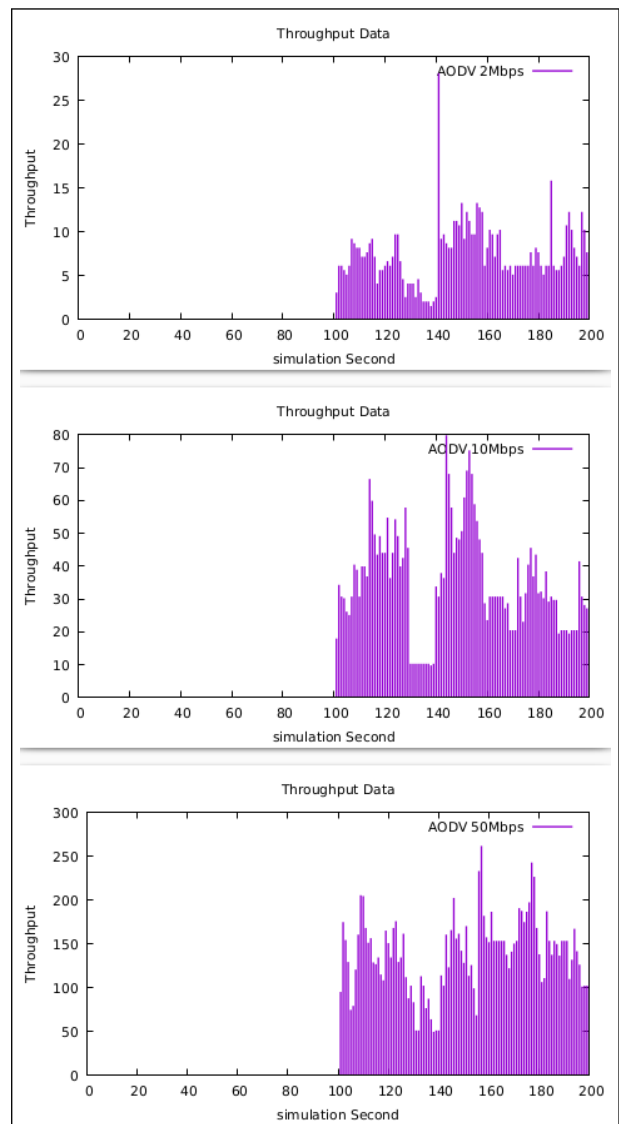 Throughput Data
30
AODV 2Mbps
25
20
Throughput
15
10
5
0
0 20 40 60 80 100 120 140 160 180 200
simulation Second
Throughput Data
80
AODV 10Mbps
70
60
50
Throughput
40
30
20
10
0
0 20 40 60 80 100 120 140 160 180 200
simulation Second
Throughput Data
300
AODV 50Mbps
250
200
Throughput
150
100
50
0
0 20 40 60 80 100 120 140 160 180 200
simulation Second